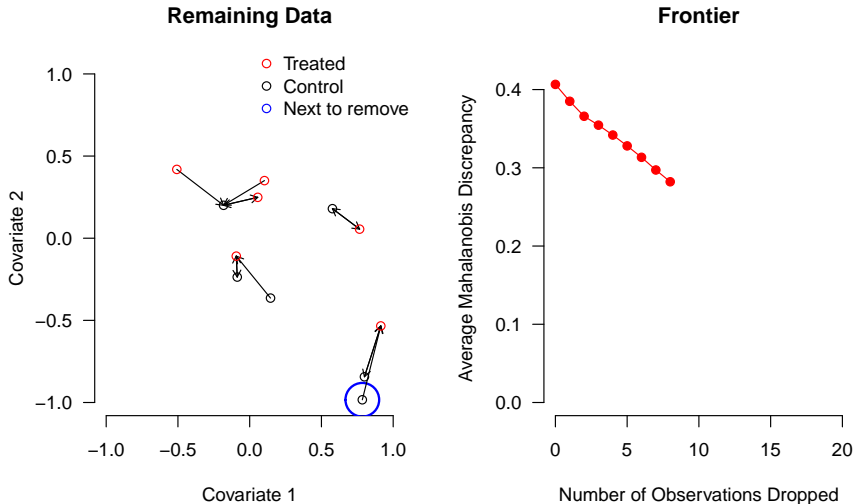 Remaining Data
Treated
Control
Next to remove
1.0
0.5
0.0
−0.5
−1.0
Covariate 2
−1.0 −0.5 0.0 0.5 1.0
Covariate 1
Frontier
0.4
0.3
0.2
0.1
0.0
Average Mahalanobis Discrepancy
0 5 10 15 20
Number of Observations Dropped